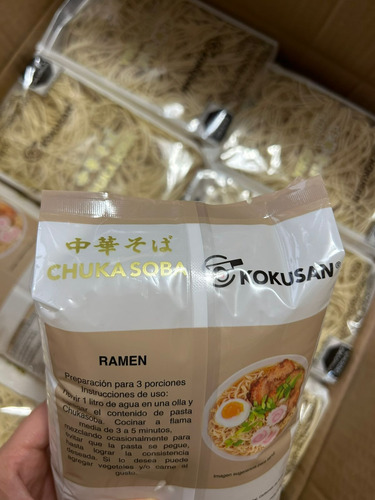 中華そば
CHUKA SOBA
KOKUSAN®
RAMEN
Preparación para 3 porciones
Instrucciones de uso:
1 litro de agua en una olla y
el contenido de pasta
Chukasoba. Cocinar a flama
media de 3 a 5 minutos,
mezclando ocasionalmente para
evitar que la pasta se pegue,
hasta lograr la consistencia
deseada. Si lo desea puede
agregar vegetales y/o carne al
gusto.